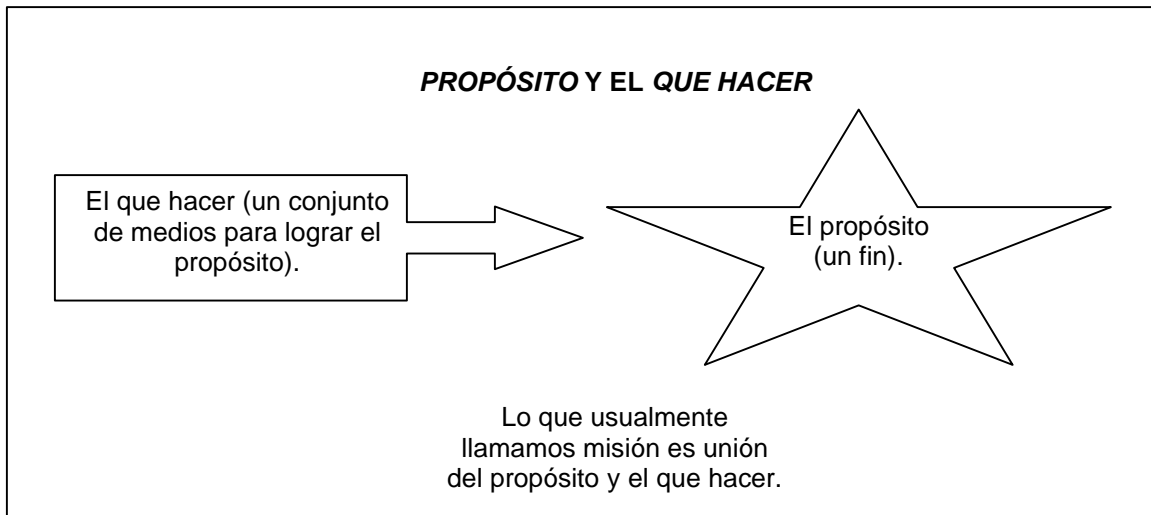 PROPÓSITO Y EL QUE HACER
El que hacer (un conjunto
de medios para lograr el
propósito).
El propósito
(un fin).
Lo que usualmente
llamamos misión es unión
del propósito y el que hacer.